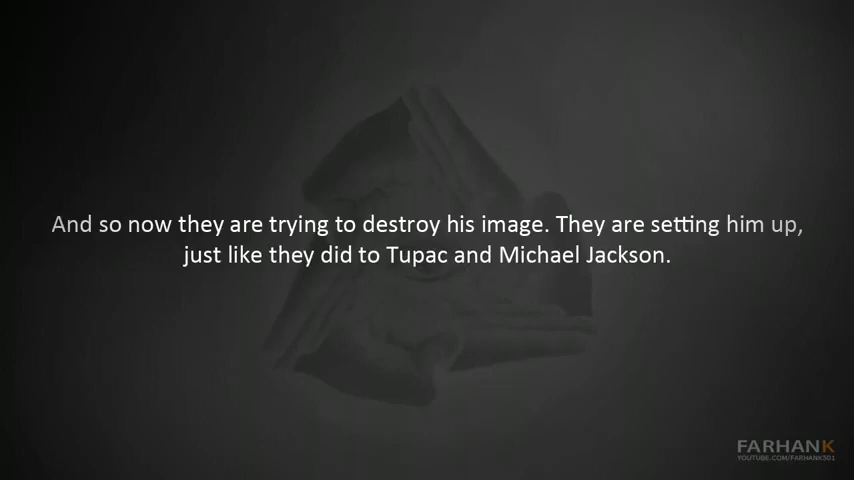 And so now they are trying to destroy his image. They are setting him up,
just like they did to Tupac and Michael Jackson.
FARHANK
YOUTUBE.COM/FARHANK501